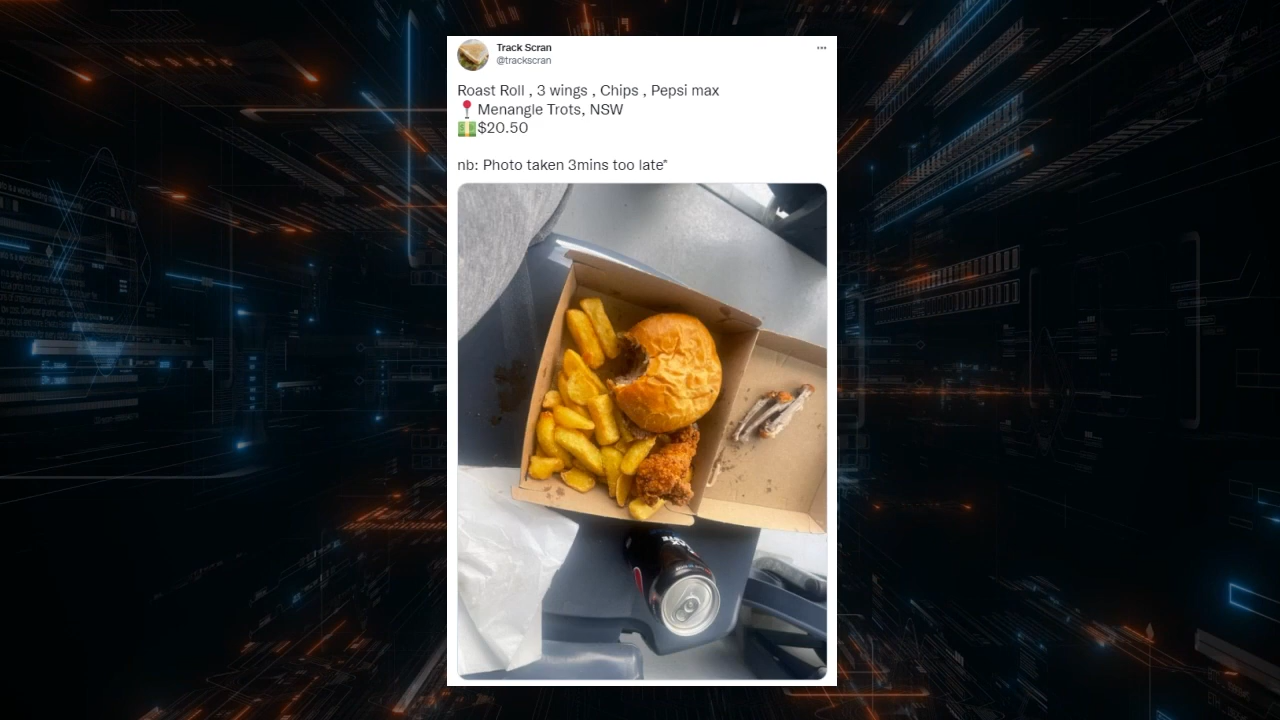 Track Scran
@trackscran
Roast Roll , 3 wings , Chips , Pepsi max
📍Menangle Trots, NSW
💵$20.50
nb: Photo taken 3mins too late"